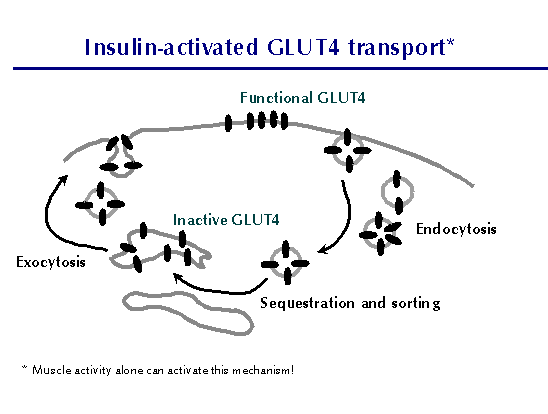 Insulin-activated GLUT4 transport*
Functional GLUT4
Inactive GLUT4
Endocytosis
Exocytosis
Sequestration and sorting
* Muscle activity alone can activate this mechanism!